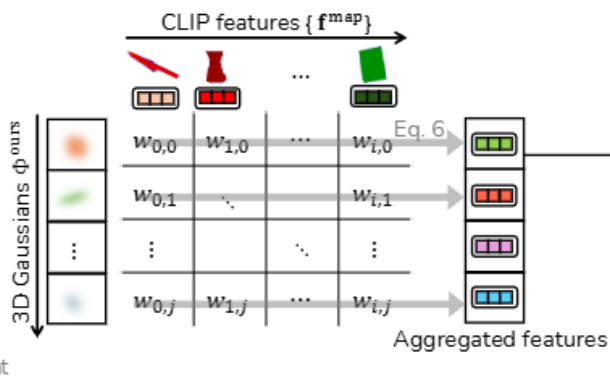 CLIP features { f^map }
...
3D Gaussians Φ^ours
w_{0,0} w_{1,0} ... w_{i,0} Eq. 6
w_{0,1} ⋱ w_{i,1}
⋮ ⋮ ⋱ ⋮
w_{0,j} w_{1,j} ... w_{i,j}
Aggregated features